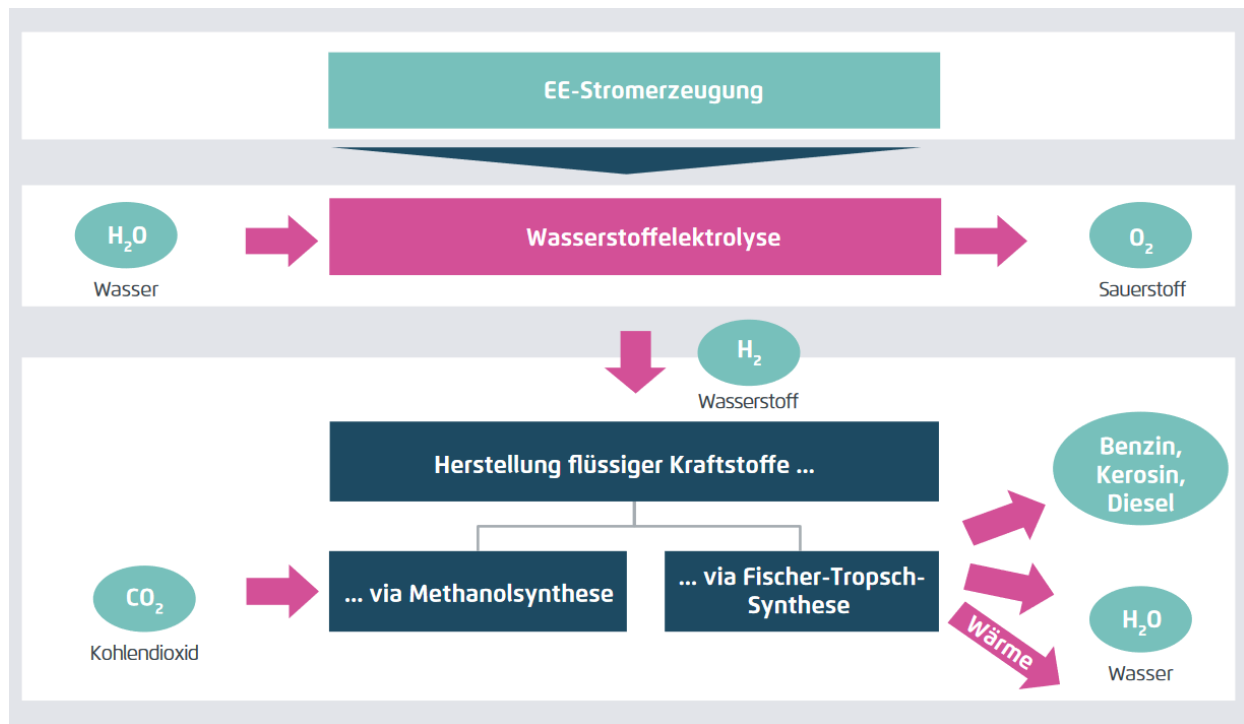 EE-Stromerzeugung
H₂O
Wasser
Wasserstoffelektrolyse
O₂
Sauerstoff
H₂
Wasserstoff
Herstellung flüssiger Kraftstoffe ...
Benzin,
Kerosin,
Diesel
CO₂
Kohlendioxid
... via Methanolsynthese
... via Fischer-Tropsch-
Synthese
Wärme
H₂O
Wasser